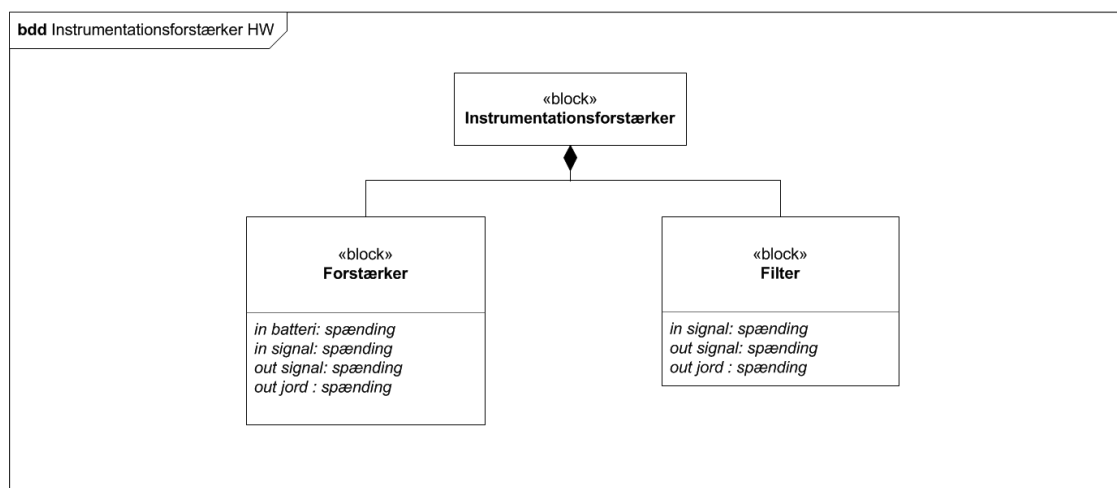 bdd Instrumentationsforstærker HW
«block»
Instrumentationsforstærker
«block»
Forstærker
in batteri: spænding
in signal: spænding
out signal: spænding
out jord : spænding
«block»
Filter
in signal: spænding
out signal: spænding
out jord : spænding